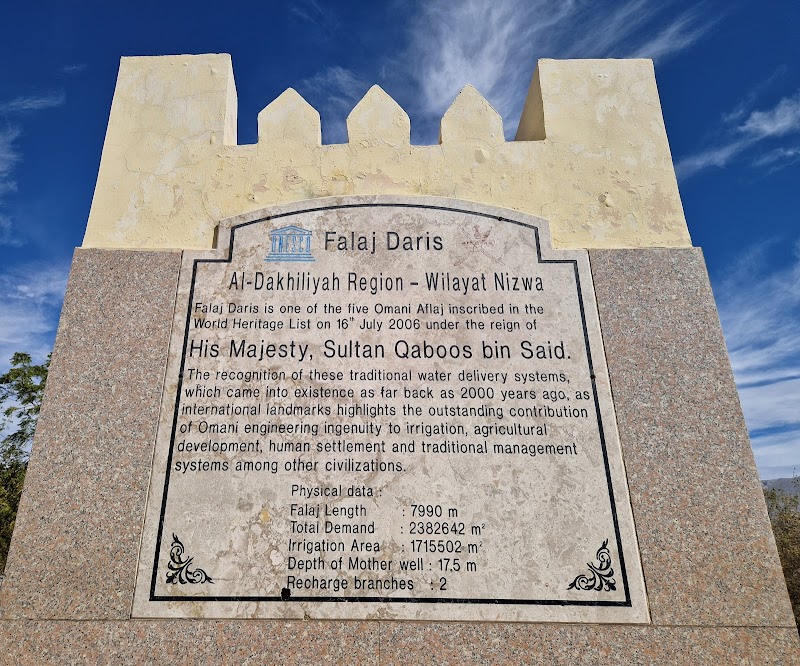 UNESCO
Falaj Daris
Al-Dakhiliyah Region – Wilayat Nizwa
Falaj Daris is one of the five Omani Aflaj inscribed in the
World Heritage List on 16th July 2006 under the reign of
His Majesty, Sultan Qaboos bin Said.
The recognition of these traditional water delivery systems,
which came into existence as far back as 2000 years ago, as
international landmarks highlights the outstanding contribution
of Omani engineering ingenuity to irrigation, agricultural
development, human settlement and traditional management
systems among other civilizations.
Physical data :
Falaj Length : 7990 m
Total Demand : 2382642 m²
Irrigation Area : 1715502 m²
Depth of Mother well : 17,5 m
Recharge branches : 2